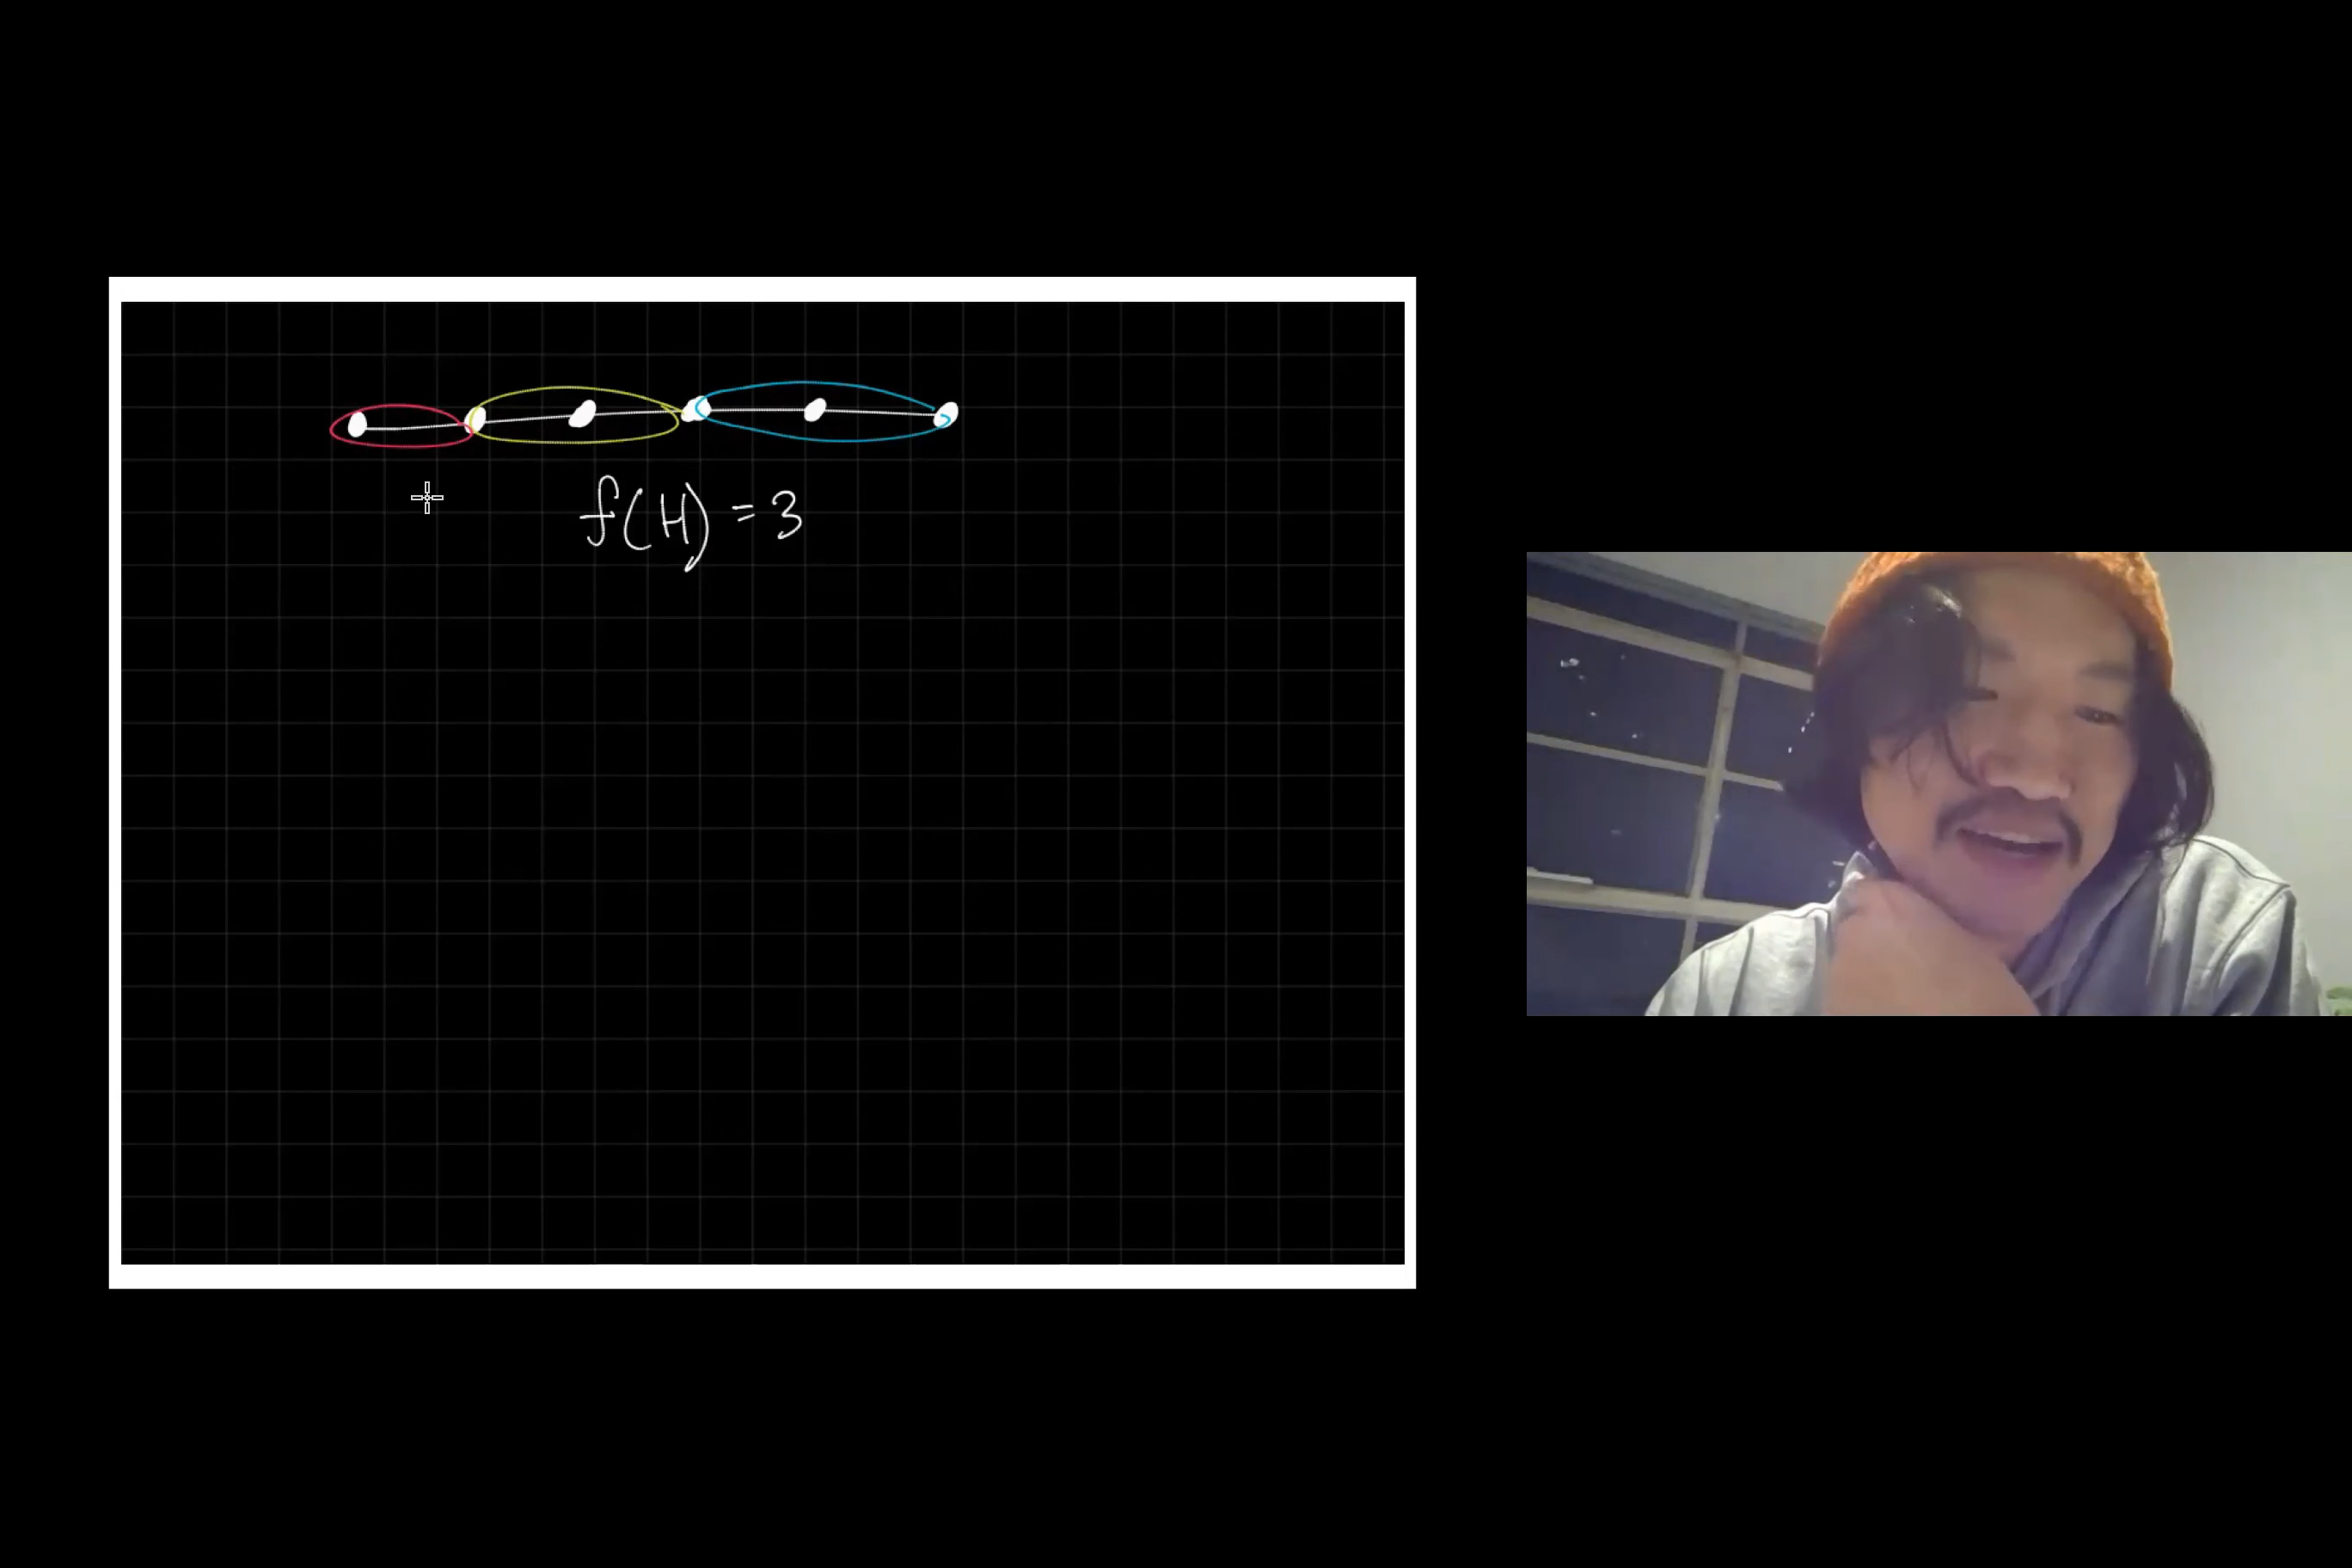 f(H) = 3